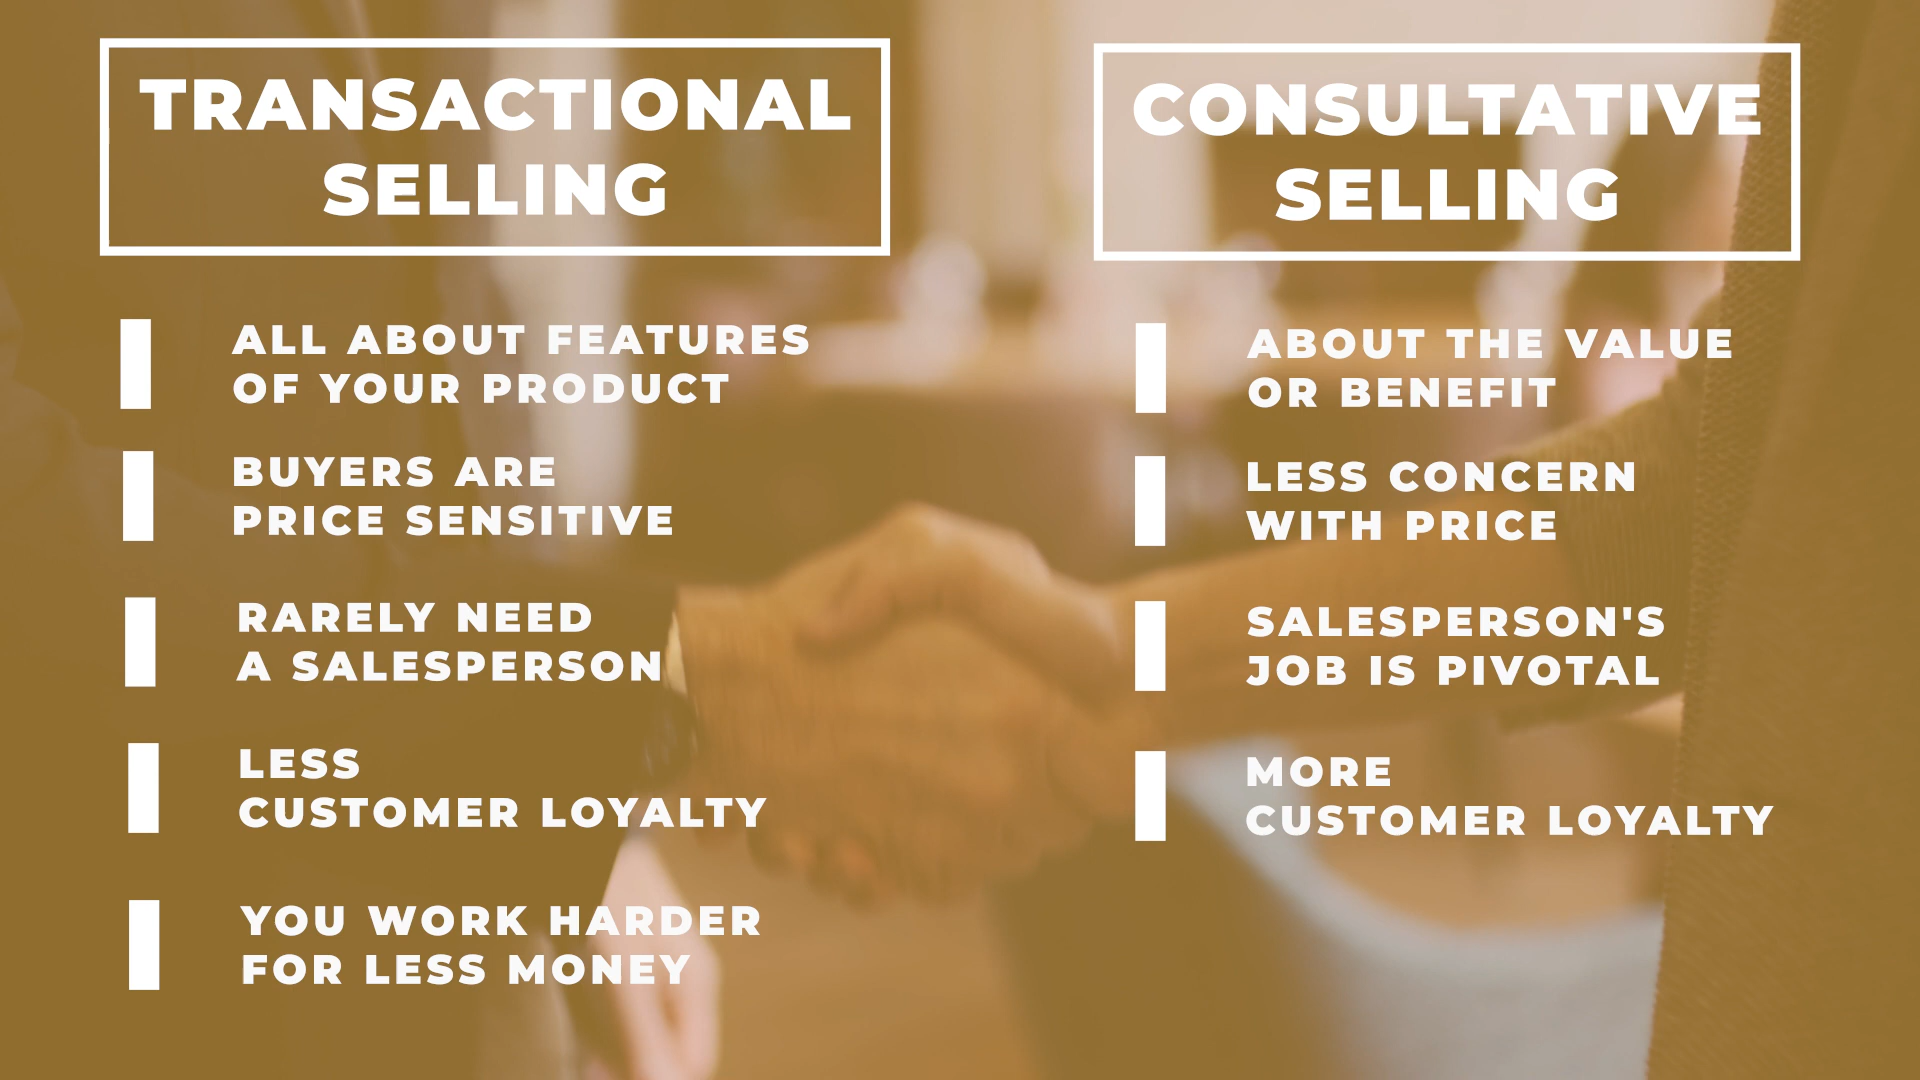 TRANSACTIONAL
SELLING
ALL ABOUT FEATURES
OF YOUR PRODUCT
BUYERS ARE
PRICE SENSITIVE
RARELY NEED
A SALESPERSON
LESS
CUSTOMER LOYALTY
YOU WORK HARDER
FOR LESS MONEY
CONSULTATIVE
SELLING
ABOUT THE VALUE
OR BENEFIT
LESS CONCERN
WITH PRICE
SALESPERSON'S
JOB IS PIVOTAL
MORE
CUSTOMER LOYALTY